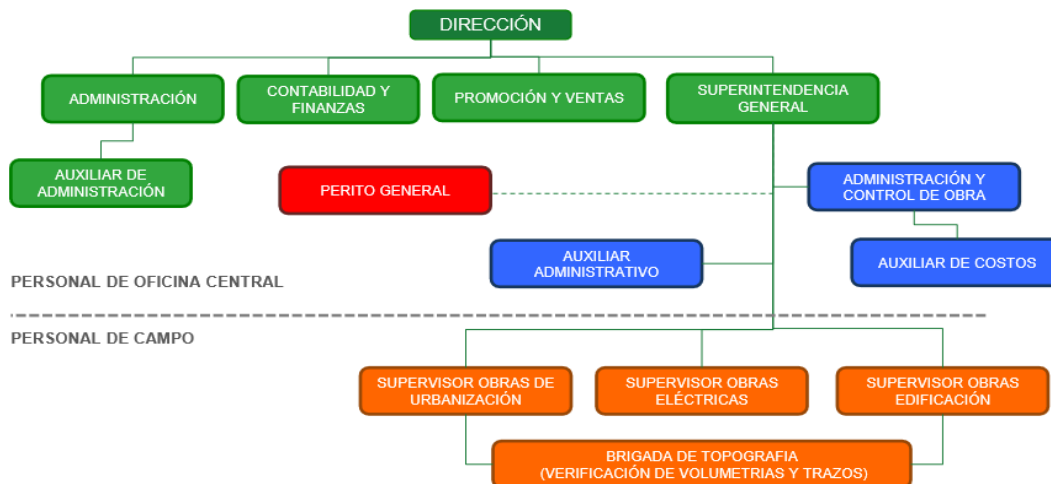 DIRECCIÓN
ADMINISTRACIÓN
CONTABILIDAD Y
FINANZAS
PROMOCIÓN Y VENTAS
SUPERINTENDENCIA
GENERAL
AUXILIAR DE
ADMINISTRACIÓN
PERITO GENERAL
ADMINISTRACIÓN Y
CONTROL DE OBRA
AUXILIAR
ADMINISTRATIVO
AUXILIAR DE COSTOS
PERSONAL DE OFICINA CENTRAL
PERSONAL DE CAMPO
SUPERVISOR OBRAS DE
URBANIZACIÓN
SUPERVISOR OBRAS
ELÉCTRICAS
SUPERVISOR OBRAS
EDIFICACIÓN
BRIGADA DE TOPOGRAFIA
(VERIFICACIÓN DE VOLUMETRIAS Y TRAZOS)